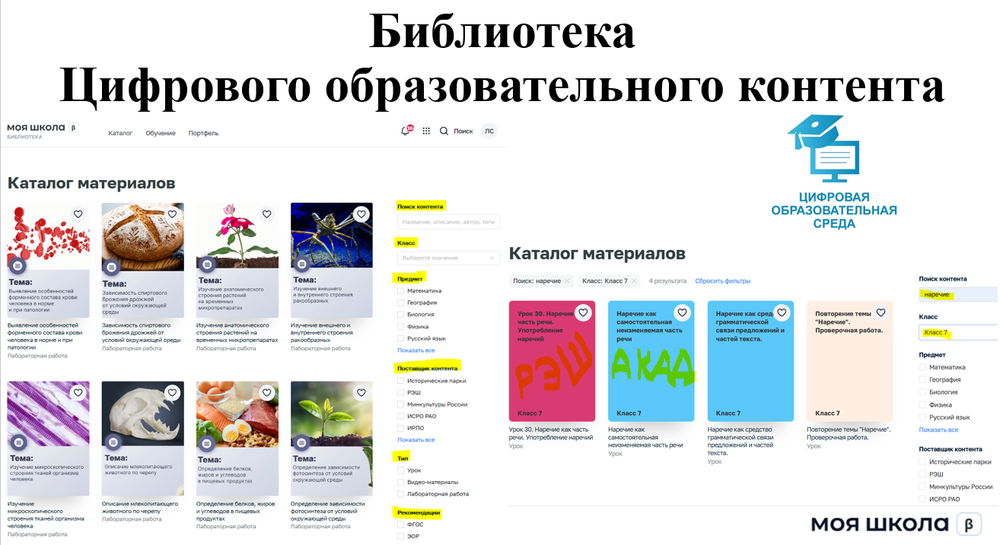 Библиотека
Цифрового образовательного контента
МОЯ ШКОЛА β
БИБЛИОТЕКА
Каталог
Обучение
Портфель
16
Поиск
ЛС
Каталог материалов
Тема:
Выявление особенностей
форменного состава крови
человека в норме
и при патологии
Выявление особенностей
форменного состава крови
человека в норме и при
патологии
Лабораторная работа
Тема:
Зависимость спиртового
брожения дрожжей
от условий окружающей
среды
Зависимость спиртового
брожения дрожжей от условий
окружающей среды
Лабораторная работа
Тема:
Изучение анатомического
строения растений
на временных
микропрепаратах
Изучение анатомического
строения растений на
временных микропрепаратах
Лабораторная работа
Тема:
Изучение внешнего
и внутреннего строения
ракообразных
Изучение внешнего и
внутреннего строения
ракообразных
Лабораторная работа
Тема:
Изучение микроскопического
строения тканей организма
человека
Изучение
микроскопического
строения тканей организма
человека
Лабораторная работа
Тема:
Описание млекопитающего
животного по черепу
Описание млекопитающего
животного по черепу
Лабораторная работа
Тема:
Определение белков,
жиров и углеводов
в пищевых продуктах
Определение белков, жиров
и углеводов в пищевых
продуктах
Лабораторная работа
Тема:
Определение зависимости
фотосинтеза от условий
окружающей среды
Определение зависимости
фотосинтеза от условий
окружающей среды
Лабораторная работа
Поиск контента
Название, описание, автор, теги
Класс
Выберите значение
Предмет
Математика
География
Биология
Физика
Русский язык
Показать все
Поставщик контента
Исторические парки
РЭШ
Минкультуры России
ИСРО РАО
ИРПО
Показать все
Тип
Урок
Видео-материалы
Лабораторная работа
Рекомендации
ФГОС
ЭОР
ЦИФРОВАЯ
ОБРАЗОВАТЕЛЬНАЯ
СРЕДА
Каталог материалов
Поиск: наречие
Класс: Класс 7
4 результата
Сбросить фильтры
Урок 30. Наречие как
часть речи.
Употребление
наречий
РЭШ
Класс 7
Урок 30. Наречие как часть
речи. Употребление наречий
Урок
Наречие как
самостоятельная
неизменяемая часть
речи
АКАД
Класс 7
Наречие как
самостоятельная
неизменяемая часть речи
Урок
Наречие как средство
грамматической
связи предложений и
частей текста.
Класс 7
Наречие как средство
грамматической связи
предложений и частей
текста.
Урок
Повторение темы
"Наречие".
Проверочная работа.
Класс 7
Повторение темы "Наречие".
Проверочная работа.
Урок
Поиск контента
наречие
Класс
Класс 7
Предмет
Математика
География
Биология
Физика
Русский язык
Показать все
Поставщик контента
Исторические парки
РЭШ
Минкультуры России
ИСРО РАО
МОЯ ШКОЛА β